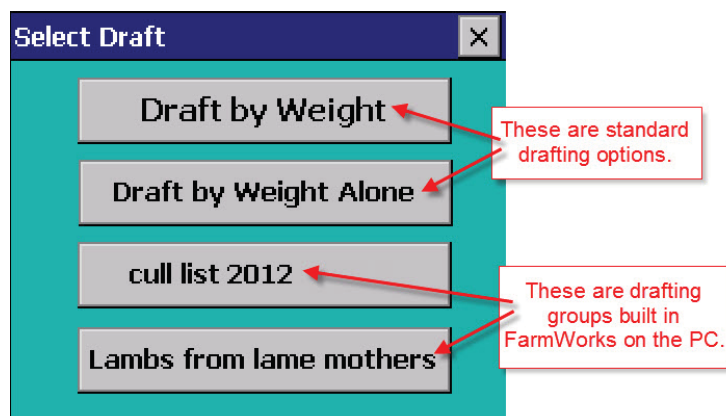 Select Draft
Draft by Weight
These are standard
drafting options.
Draft by Weight Alone
cull list 2012
These are drafting
groups built in
FarmWorks on the PC.
Lambs from lame mothers